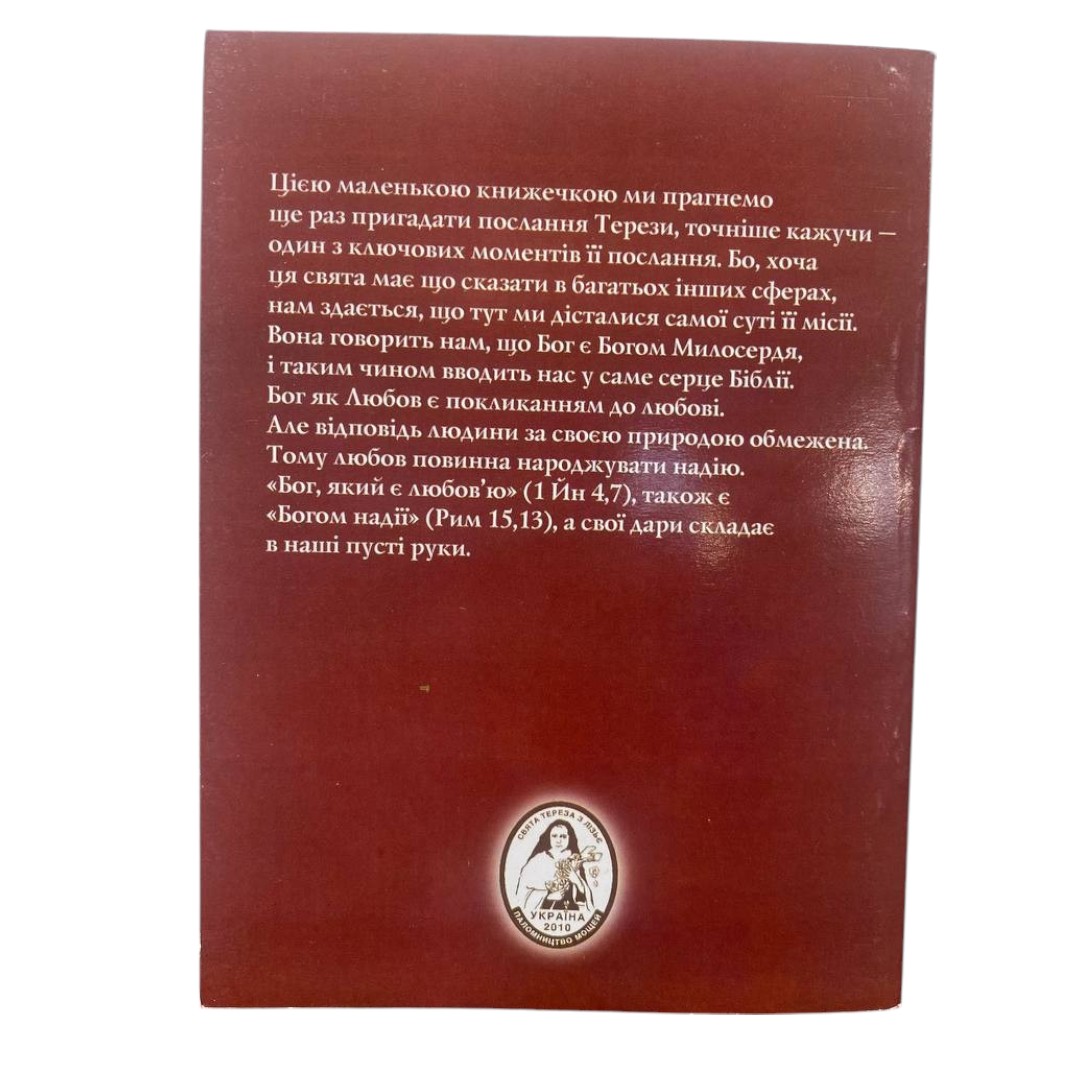 Цією маленькою книжечкою ми прагнемо
ще раз пригадати послання Терези, точніше кажучи —
один з ключових моментів її послання. Бо, хоча
ця свята має що сказати в багатьох інших сферах,
нам здається, що тут ми дісталися самої суті її місії.
Вона говорить нам, що Бог є Богом Милосердя,
і таким чином вводить нас у саме серце Біблії.
Бог як Любов є покликанням до любові.
Але відповідь людини за своєю природою обмежена.
Тому любов повинна народжувати надію.
«Бог, який є любов’ю» (1 Йн 4,7), також є
«Богом надії» (Рим 15,13), а свої дари складає
в наші пусті руки.
СВЯТА ТЕРЕЗА З ЛІЗЬЄ
УКРАЇНА
2010
ПАЛОМНИЦТВО МОЩЕЙ